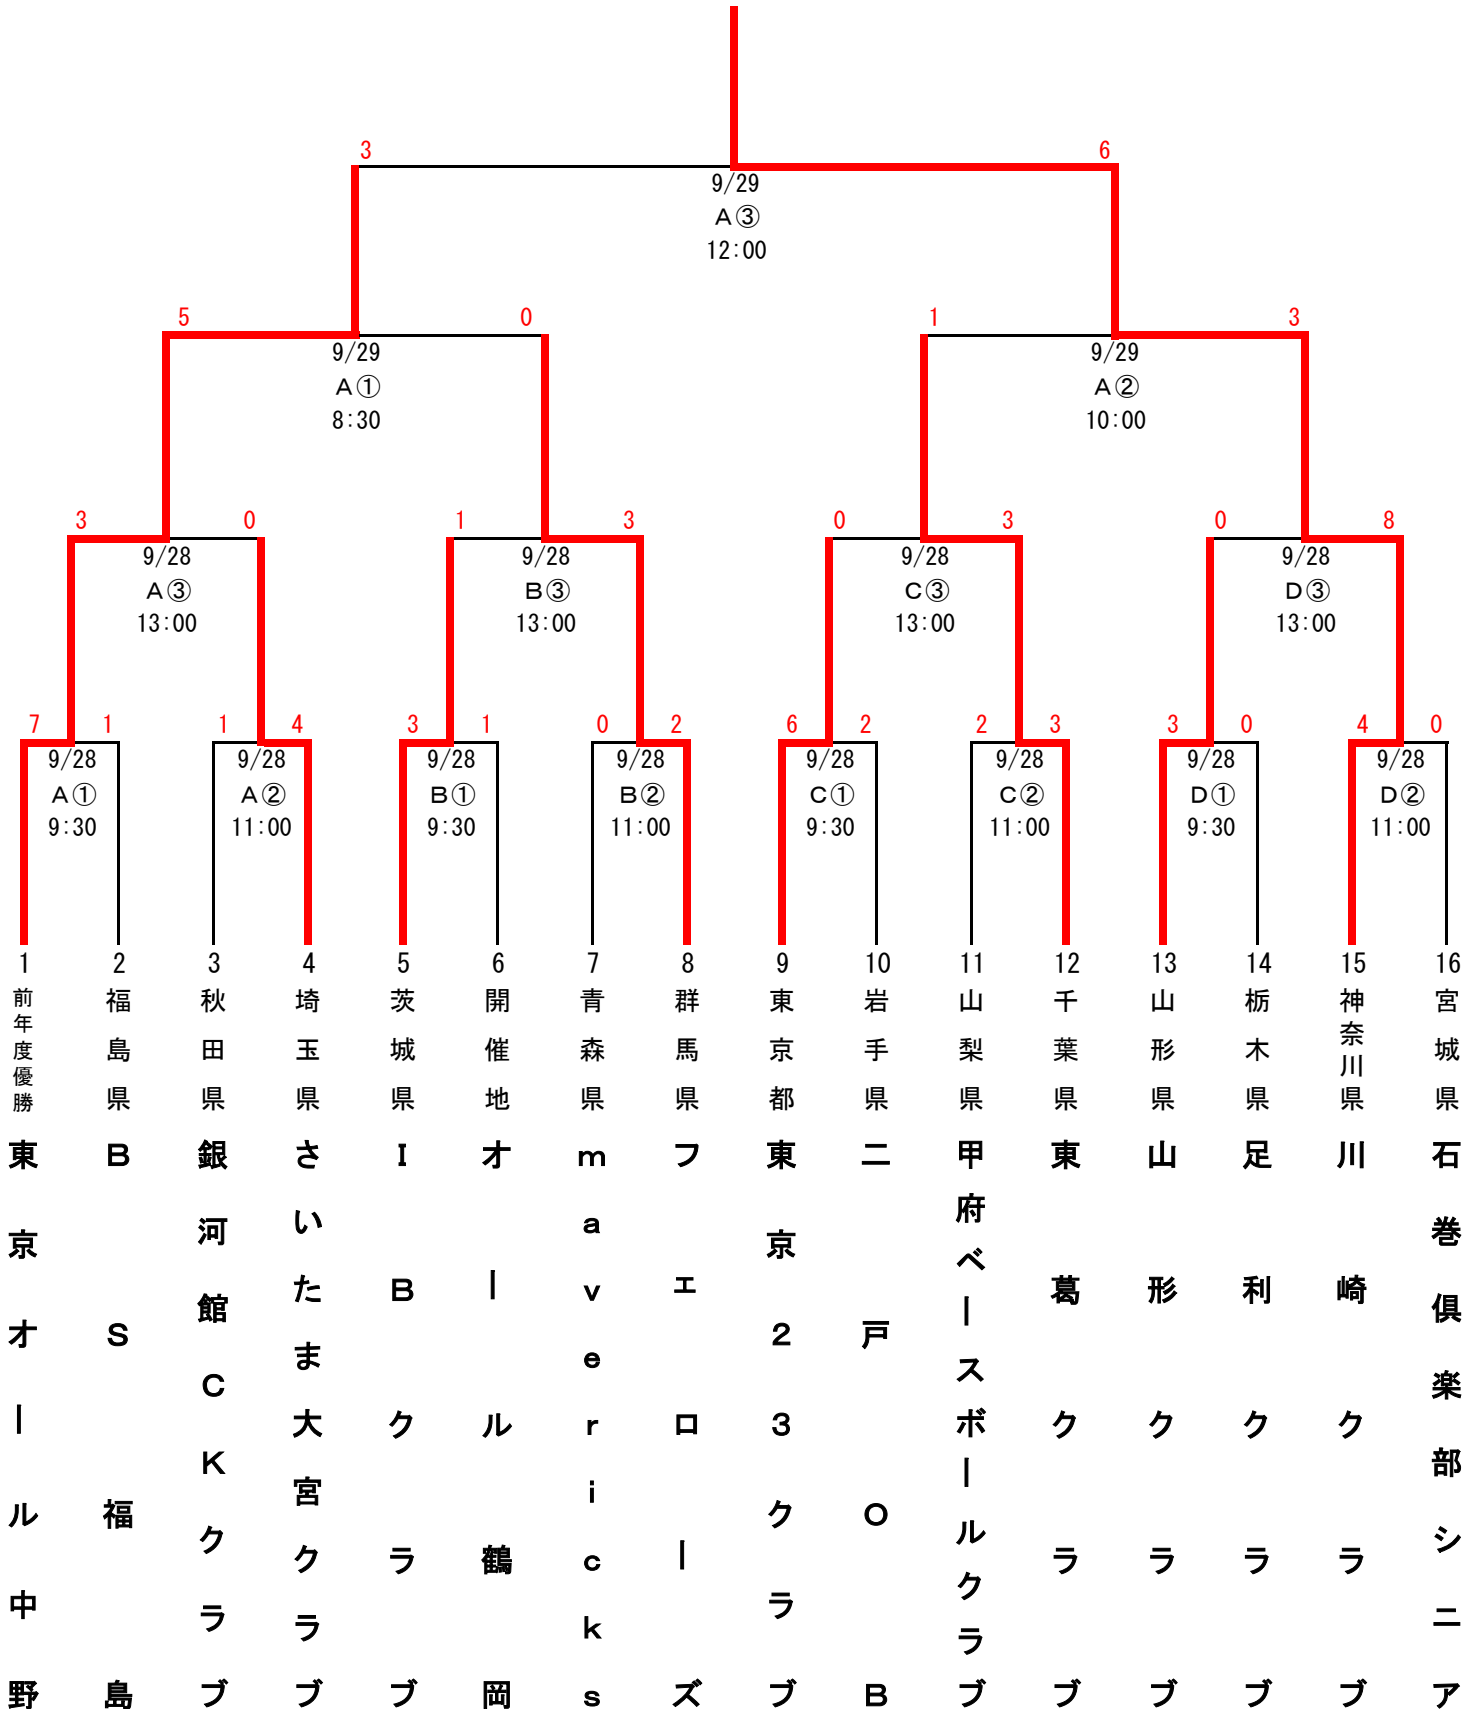 3 6
9/29
A③
12:00
5 0 1 3
9/29 9/29
A① A②
8:30 10:00
3 0 1 3 0 3 0 8
9/28 9/28 9/28 9/28
A③ B③ C③ D③
13:00 13:00 13:00 13:00
7 1 1 4 3 1 0 2 6 2 2 3 3 0 4 0
9/28 9/28 9/28 9/28 9/28 9/28 9/28 9/28
A① A② B① B② C① C② D① D②
9:30 11:00 9:30 11:00 9:30 11:00 9:30 11:00
1 2 3 4 5 6 7 8 9 10 11 12 13 14 15 16
前年度優勝
福島県
秋田県
埼玉県
茨城県
開催地
青森県
群馬県
東京都
岩手県
山梨県
千葉県
山形県
栃木県
神奈川県
宮城県
東京オール中野
BS福島
銀河館CKクラブ
さいたま大宮クラブ
IBクラブ
オール鶴岡
mavericks
フェローズ
東京23クラブ
二戸OB
甲府ベースボールクラブ
東葛クラブ
山形クラブ
足利クラブ
川崎クラブ
石巻倶楽部シニア